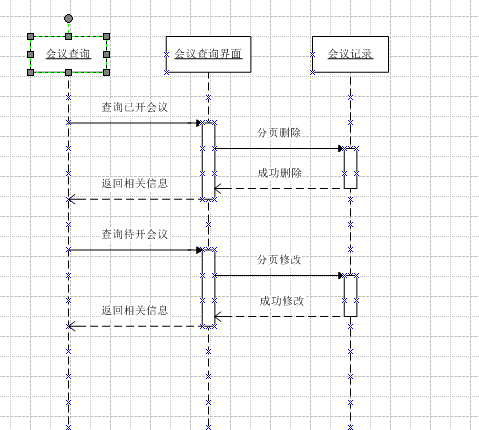 会议查询
会议查询界面
会议记录
查询已开会议
分页删除
成功删除
返回相关信息
查询待开会议
分页修改
成功修改
返回相关信息